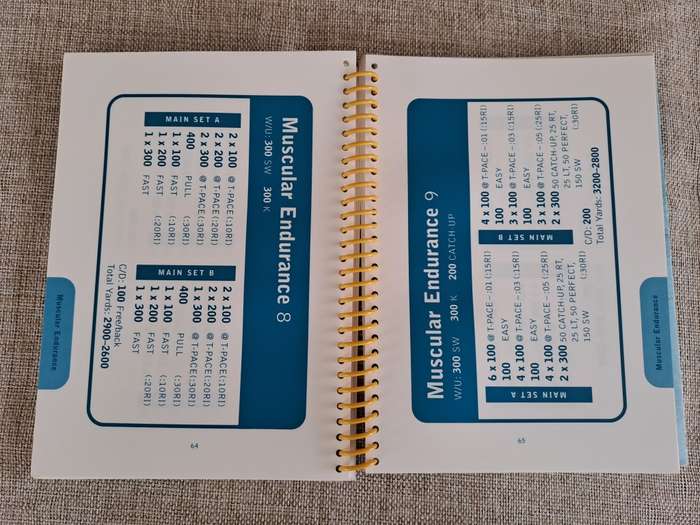 Muscular Endurance 8
W/U: 300 SW 300 K
MAIN SET A
2 x 100 @ T-PACE(:10RI)
2 x 200 @ T-PACE(:20RI)
2 x 300 @ T-PACE(:30RI)
400 PULL (:30RI)
1 x 100 FAST (:10RI)
1 x 200 FAST (:20RI)
1 x 300 FAST
MAIN SET B
2 x 100 @ T-PACE(:10RI)
2 x 200 @ T-PACE(:20RI)
1 x 300 @ T-PACE(:30RI)
400 PULL (:30RI)
1 x 100 FAST (:10RI)
1 x 200 FAST (:20RI)
1 x 300 FAST
C/D: 100 Free/back
Total Yards: 2900-2600
Muscular Endurance
64
Muscular Endurance 9
W/U: 300 SW 300 K 200 CATCH-UP
MAIN SET A
6 x 100 @ T-PACE – :01 (:15RI)
100 EASY
4 x 100 @ T-PACE – :03 (:15RI)
100 EASY
4 x 100 @ T-PACE – :05 (:25RI)
2 x 300 50 CATCH-UP, 25 RT,
25 LT, 50 PERFECT,
150 SW (:30RI)
MAIN SET B
4 x 100 @ T-PACE – :01 (:15RI)
100 EASY
3 x 100 @ T-PACE – :03 (:15RI)
100 EASY
3 x 100 @ T-PACE – :05 (:25RI)
2 x 300 50 CATCH-UP, 25 RT,
25 LT, 50 PERFECT,
150 SW (:30RI)
C/D: 200
Total Yards: 3200-2800
Muscular Endurance
65